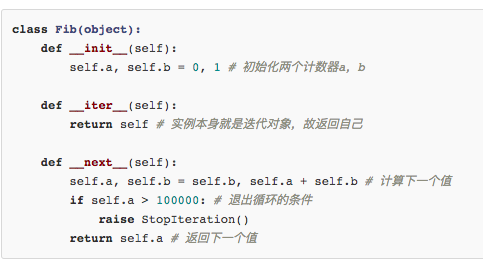 class Fib(object):
    def __init__(self):
        self.a, self.b = 0, 1 # 初始化两个计数器a，b

    def __iter__(self):
        return self # 实例本身就是迭代对象，故返回自己

    def __next__(self):
        self.a, self.b = self.b, self.a + self.b # 计算下一个值
        if self.a > 100000: # 退出循环的条件
            raise StopIteration()
        return self.a # 返回下一个值